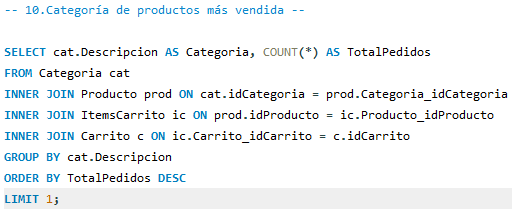 -- 10.Categoría de productos más vendida --
SELECT cat.Descripcion AS Categoria, COUNT(*) AS TotalPedidos
FROM Categoria cat
INNER JOIN Producto prod ON cat.idCategoria = prod.Categoria_idCategoria
INNER JOIN ItemsCarrito ic ON prod.idProducto = ic.Producto_idProducto
INNER JOIN Carrito c ON ic.Carrito_idCarrito = c.idCarrito
GROUP BY cat.Descripcion
ORDER BY TotalPedidos DESC
LIMIT 1;